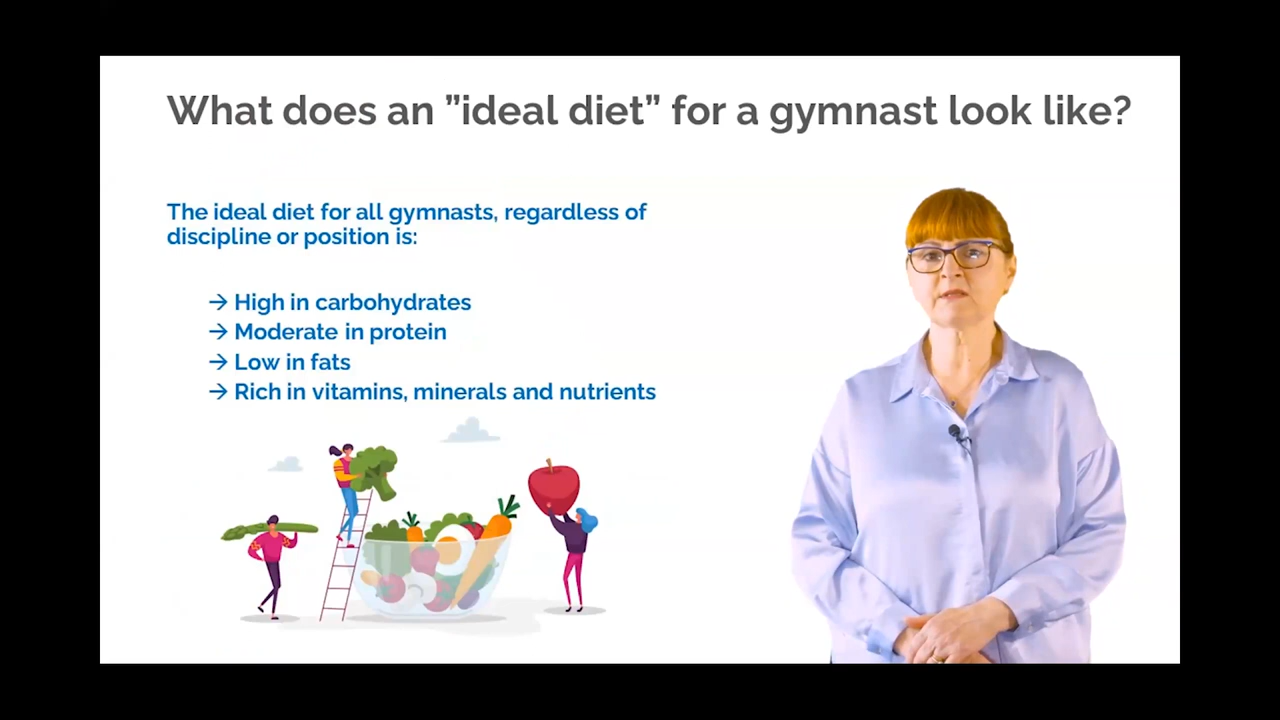 What does an ”ideal diet” for a gymnast look like?
The ideal diet for all gymnasts, regardless of
discipline or position is:
→ High in carbohydrates
→ Moderate in protein
→ Low in fats
→ Rich in vitamins, minerals and nutrients